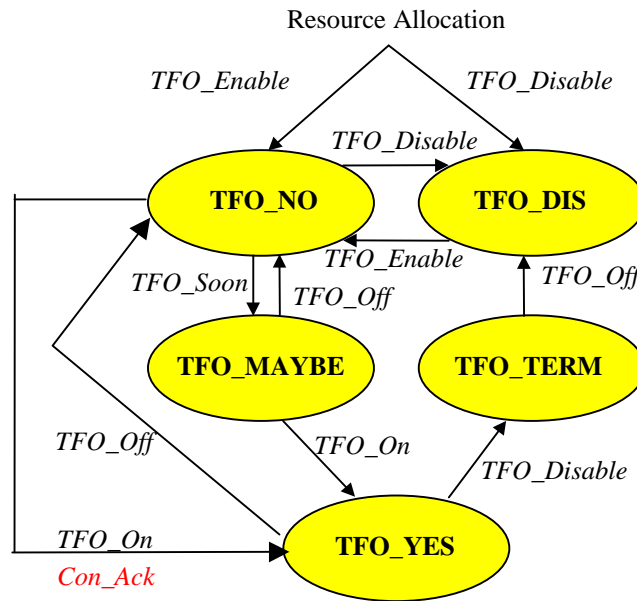 Resource Allocation
TFO_Enable
TFO_Disable
TFO_Disable
TFO_NO
TFO_DIS
TFO_Enable
TFO_Soon
TFO_Off
TFO_Off
TFO_MAYBE
TFO_TERM
TFO_Off
TFO_On
TFO_Disable
TFO_On
TFO_YES
Con_Ack